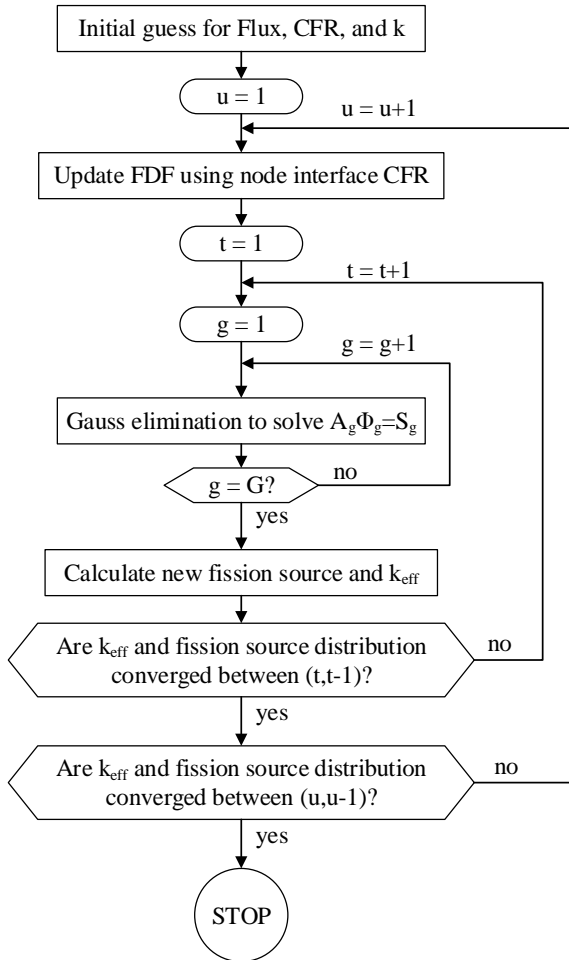 Initial guess for Flux, CFR, and k
u = 1
u = u+1
Update FDF using node interface CFR
t = 1
t = t+1
g = 1
g = g+1
Gauss elimination to solve AgΦg=Sg
g = G?
no
yes
Calculate new fission source and keff
Are keff and fission source distribution
converged between (t,t-1)?
no
yes
Are keff and fission source distribution
converged between (u,u-1)?
no
yes
STOP